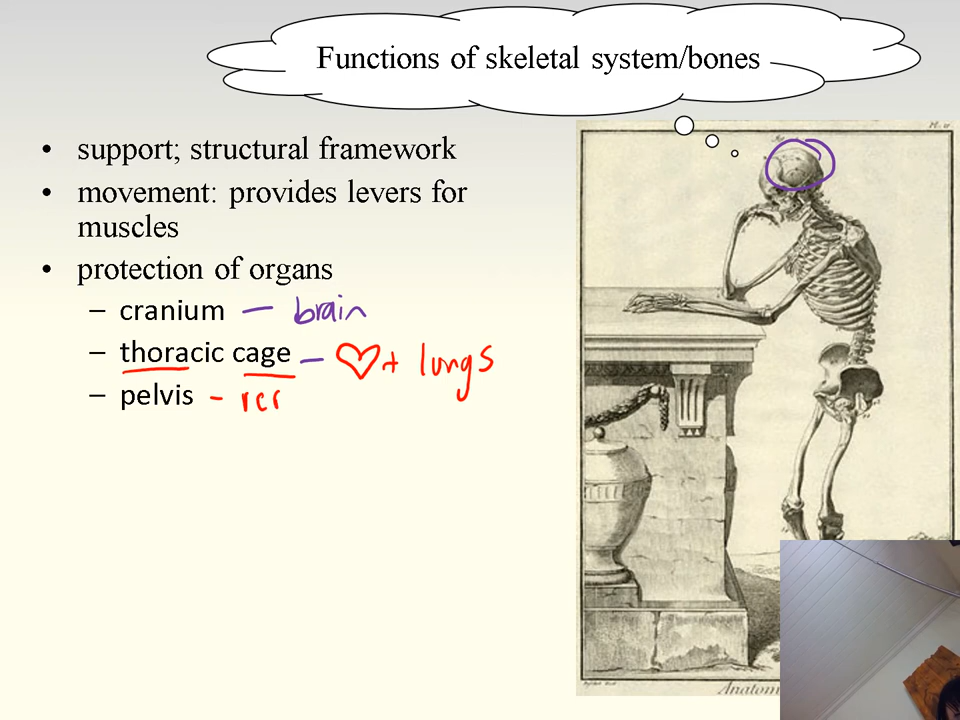 Functions of skeletal system/bones
• support; structural framework
• movement: provides levers for
muscles
• protection of organs
– cranium – brain
– thoracic cage – ♡ + lungs
– pelvis -
Anatom